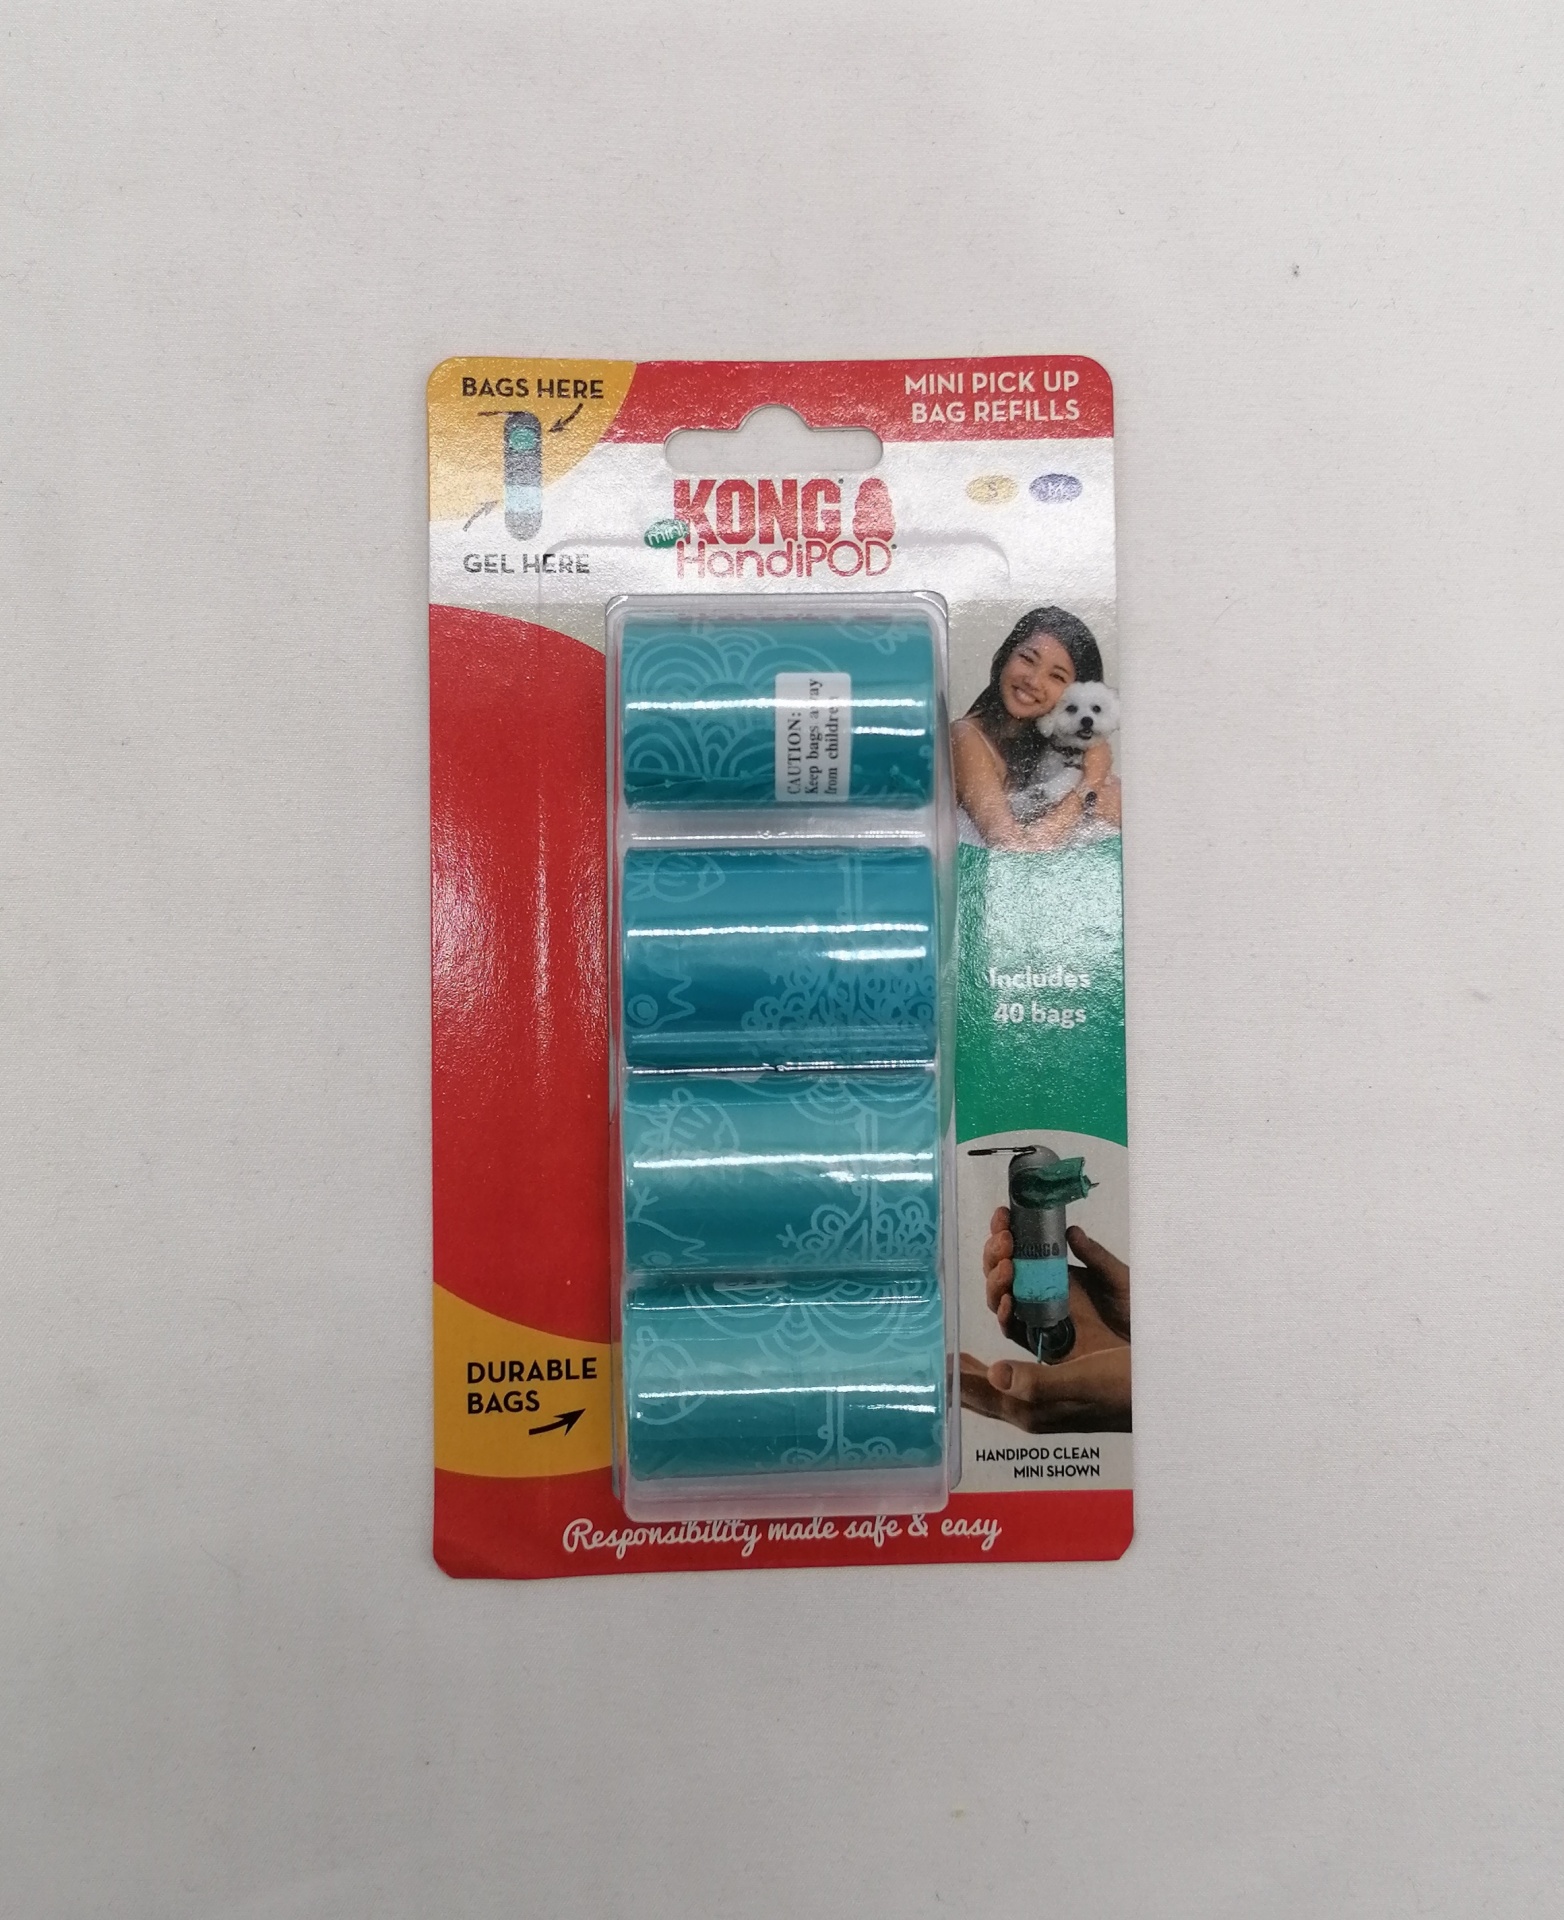 BAGS HERE
GEL HERE
MINI PICK UP
BAG REFILLS
S M
KONG
mini
HandiPOD
CAUTION:
Keep bags away
from children
Includes
40 bags
KONG
DURABLE
BAGS
HANDIPOD CLEAN
MINI SHOWN
Responsibility made safe & easy